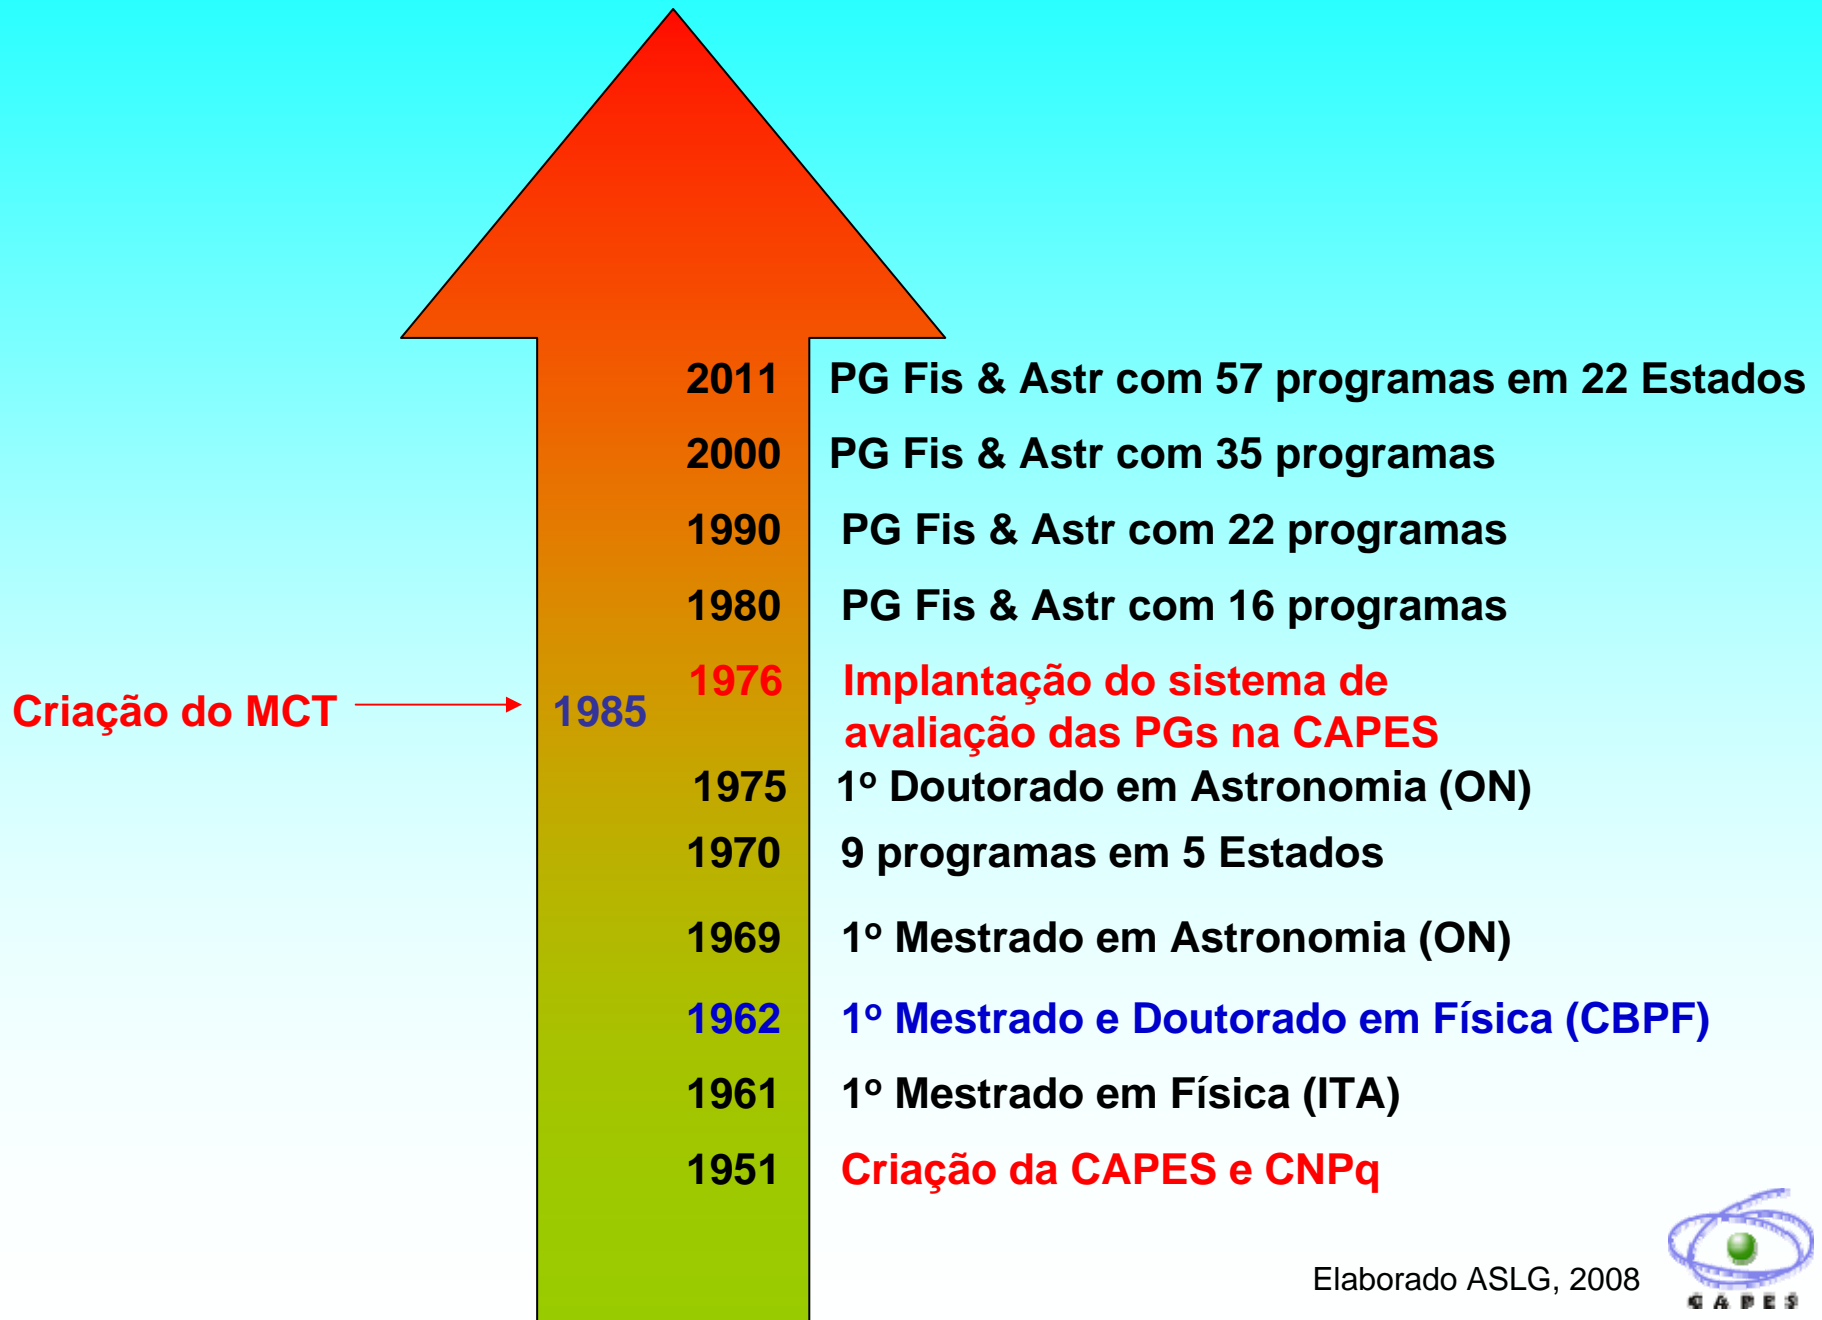 2011 PG Fis & Astr com 57 programas em 22 Estados
2000 PG Fis & Astr com 35 programas
1990 PG Fis & Astr com 22 programas
1980 PG Fis & Astr com 16 programas
1976 Implantação do sistema de
avaliação das PGs na CAPES
Criação do MCT 1985
1975 1º Doutorado em Astronomia (ON)
1970 9 programas em 5 Estados
1969 1º Mestrado em Astronomia (ON)
1962 1º Mestrado e Doutorado em Física (CBPF)
1961 1º Mestrado em Física (ITA)
1951 Criação da CAPES e CNPq
Elaborado ASLG, 2008
CAPES